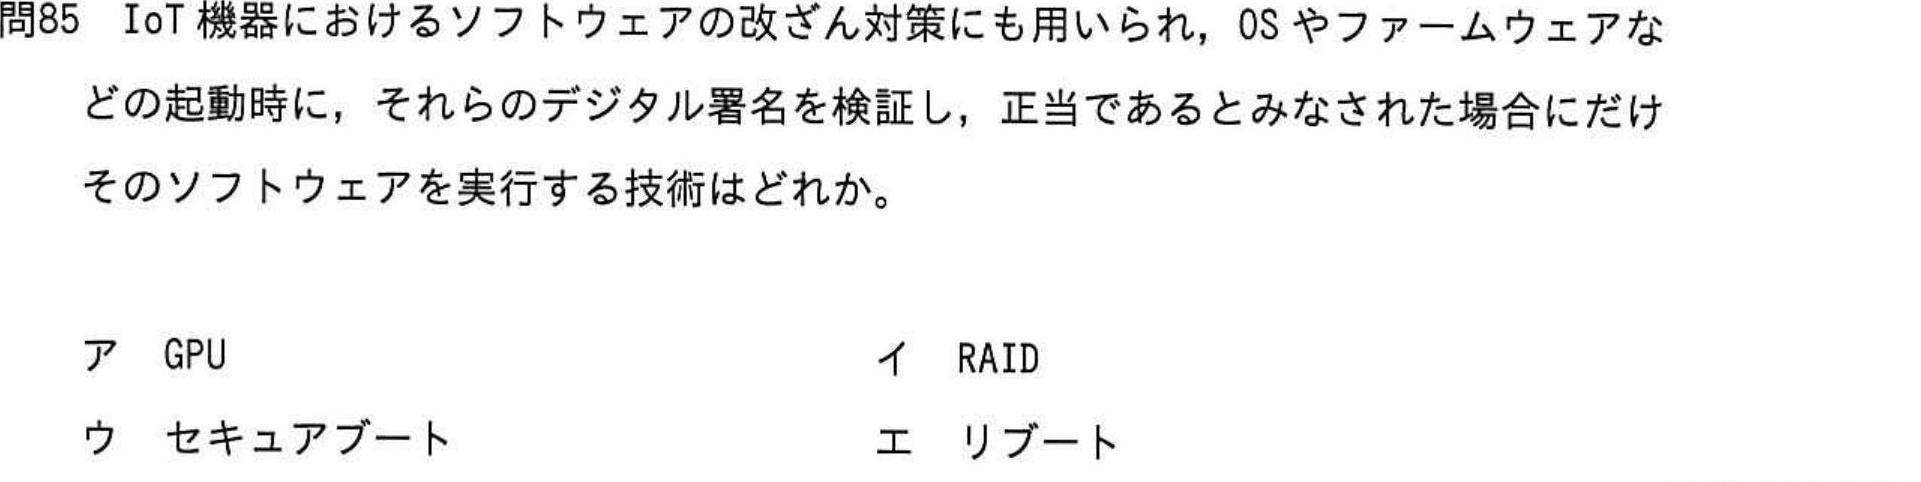 問85　IoT 機器におけるソフトウェアの改ざん対策にも用いられ，OS やファームウェアな
どの起動時に，それらのデジタル署名を検証し，正当であるとみなされた場合にだけ
そのソフトウェアを実行する技術はどれか。
ア　GPU　イ　RAID
ウ　セキュアブート　エ　リブート